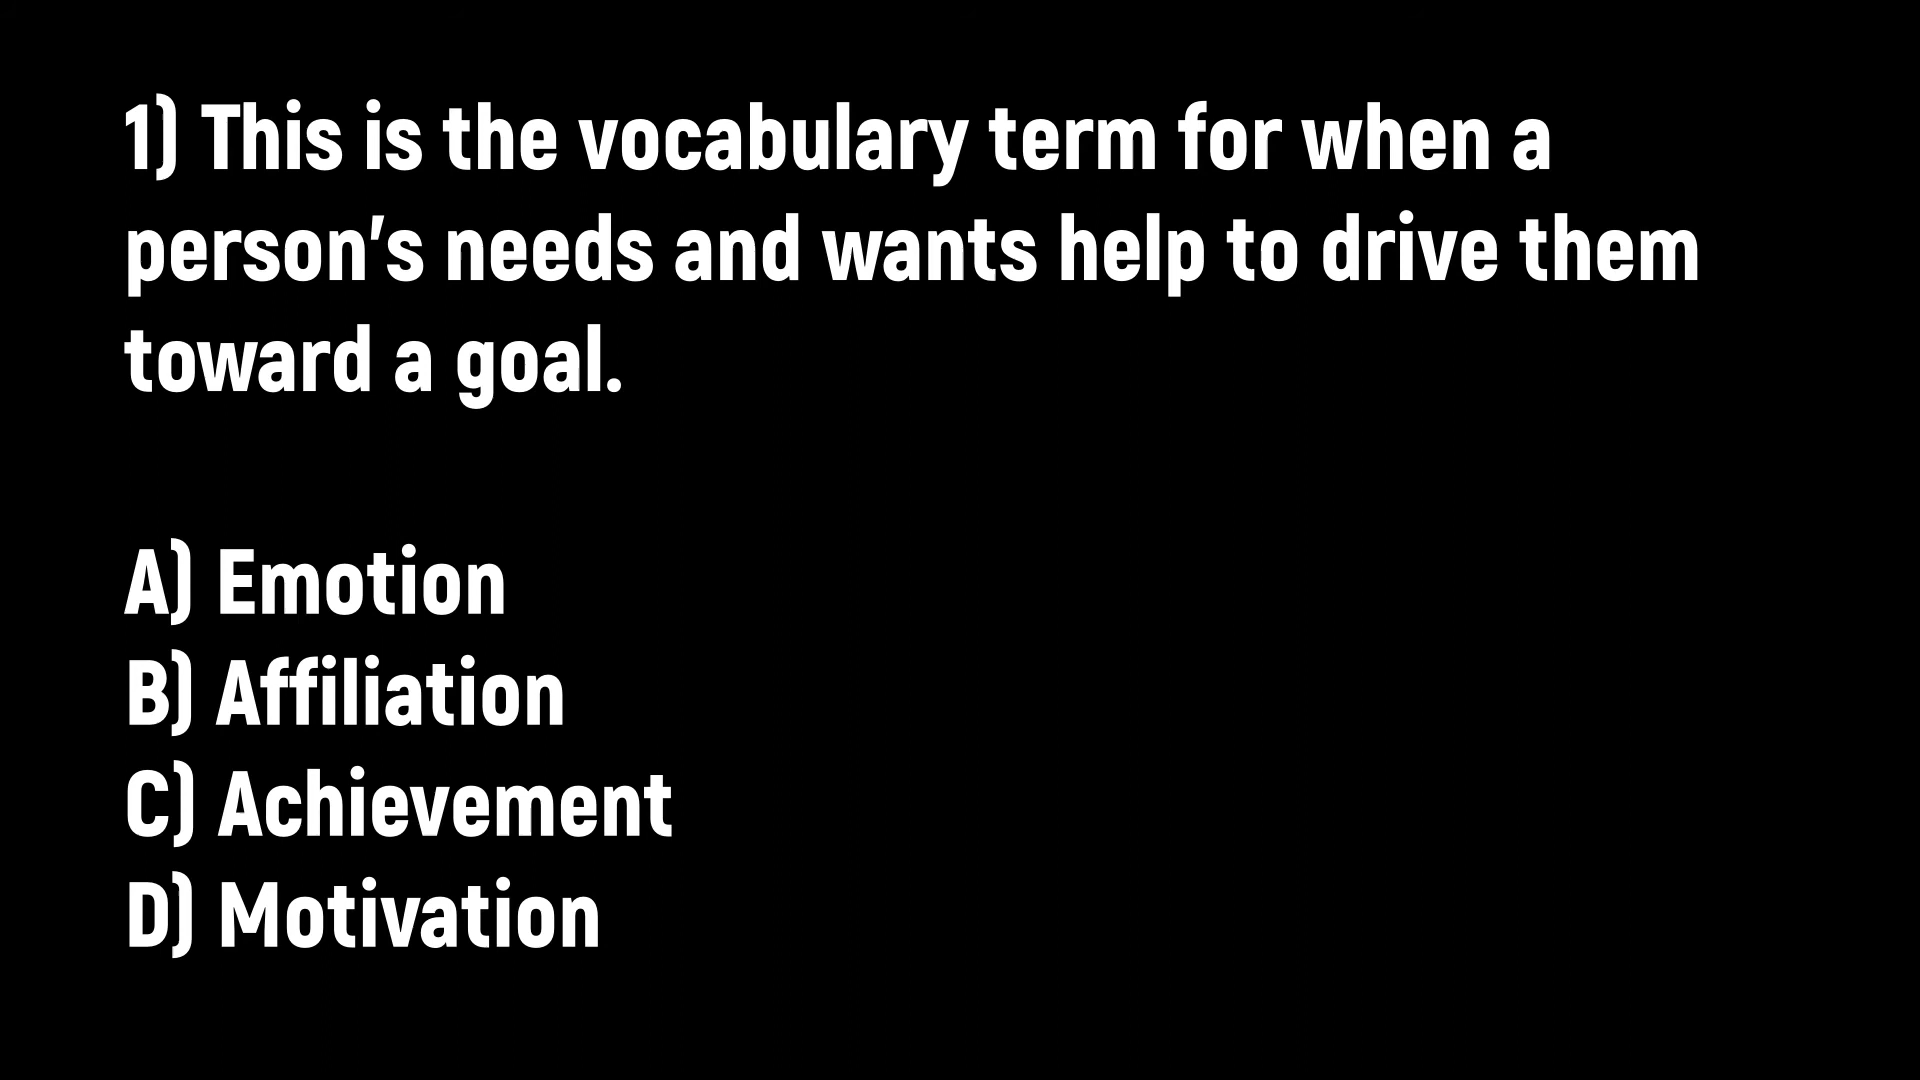 1) This is the vocabulary term for when a
person's needs and wants help to drive them
toward a goal.
A) Emotion
B) Affiliation
C) Achievement
D) Motivation